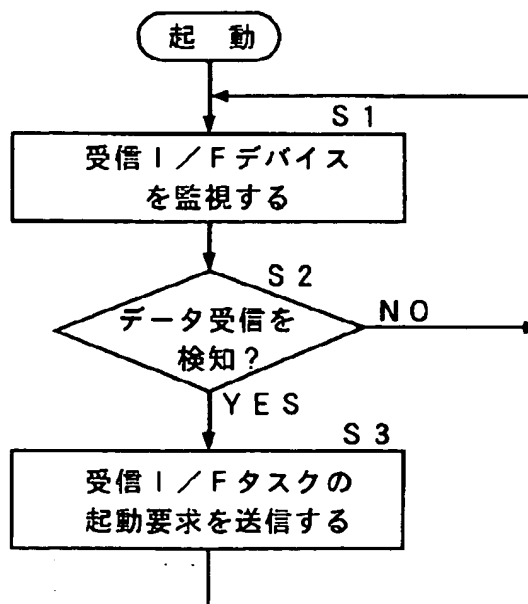 起動
S1
受信I／Fデバイス
を監視する
S2
データ受信を
検知？
NO
YES
S3
受信I／Fタスクの
起動要求を送信する